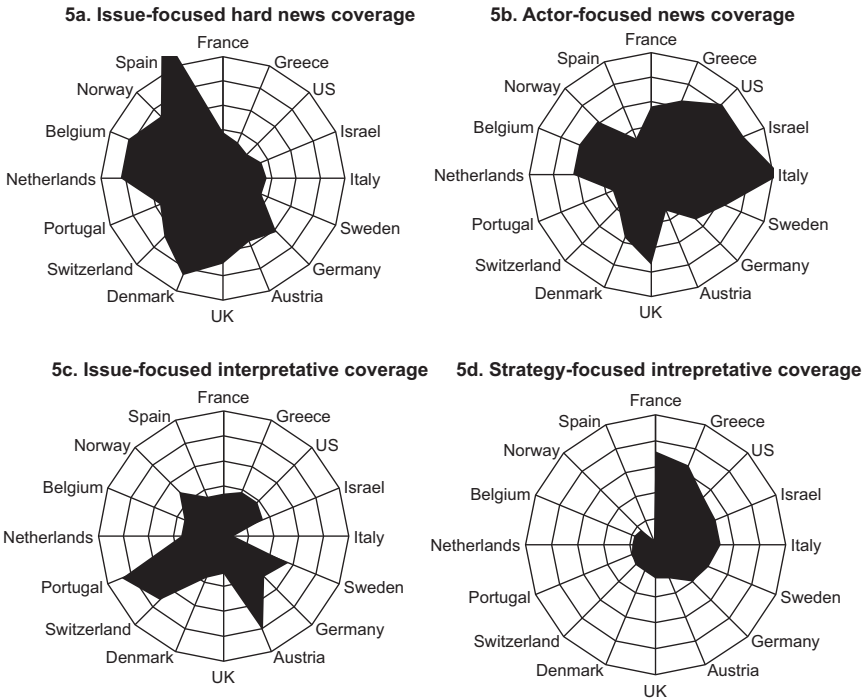 5a. Issue-focused hard news coverage
France
Greece
US
Israel
Italy
Sweden
Germany
Austria
UK
Denmark
Switzerland
Portugal
Netherlands
Belgium
Norway
Spain
5b. Actor-focused news coverage
France
Greece
US
Israel
Italy
Sweden
Germany
Austria
UK
Denmark
Switzerland
Portugal
Netherlands
Belgium
Norway
Spain
5c. Issue-focused interpretative coverage
France
Greece
US
Israel
Italy
Sweden
Germany
Austria
UK
Denmark
Switzerland
Portugal
Netherlands
Belgium
Norway
Spain
5d. Strategy-focused intrepretative coverage
France
Greece
US
Israel
Italy
Sweden
Germany
Austria
UK
Denmark
Switzerland
Portugal
Netherlands
Belgium
Norway
Spain